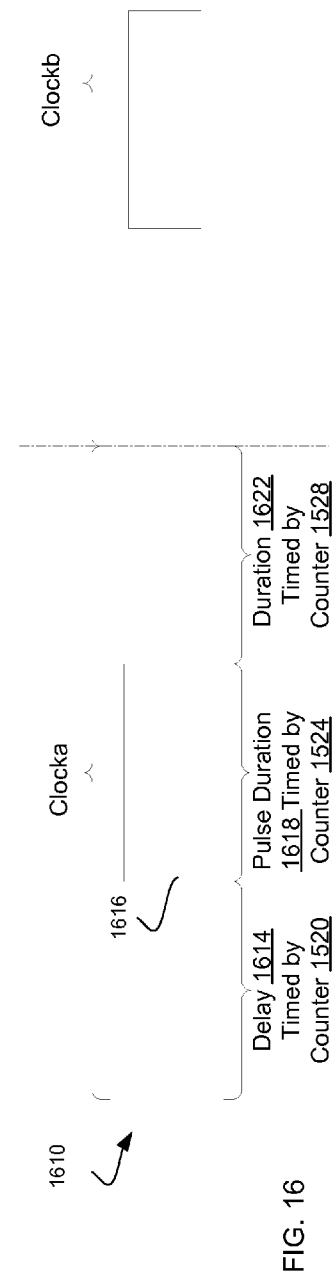 1610
Clocka
Clockb
1616
Delay 1614
Timed by
Counter 1520
Pulse Duration
1618 Timed by
Counter 1524
Duration 1622
Timed by
Counter 1528
FIG. 16